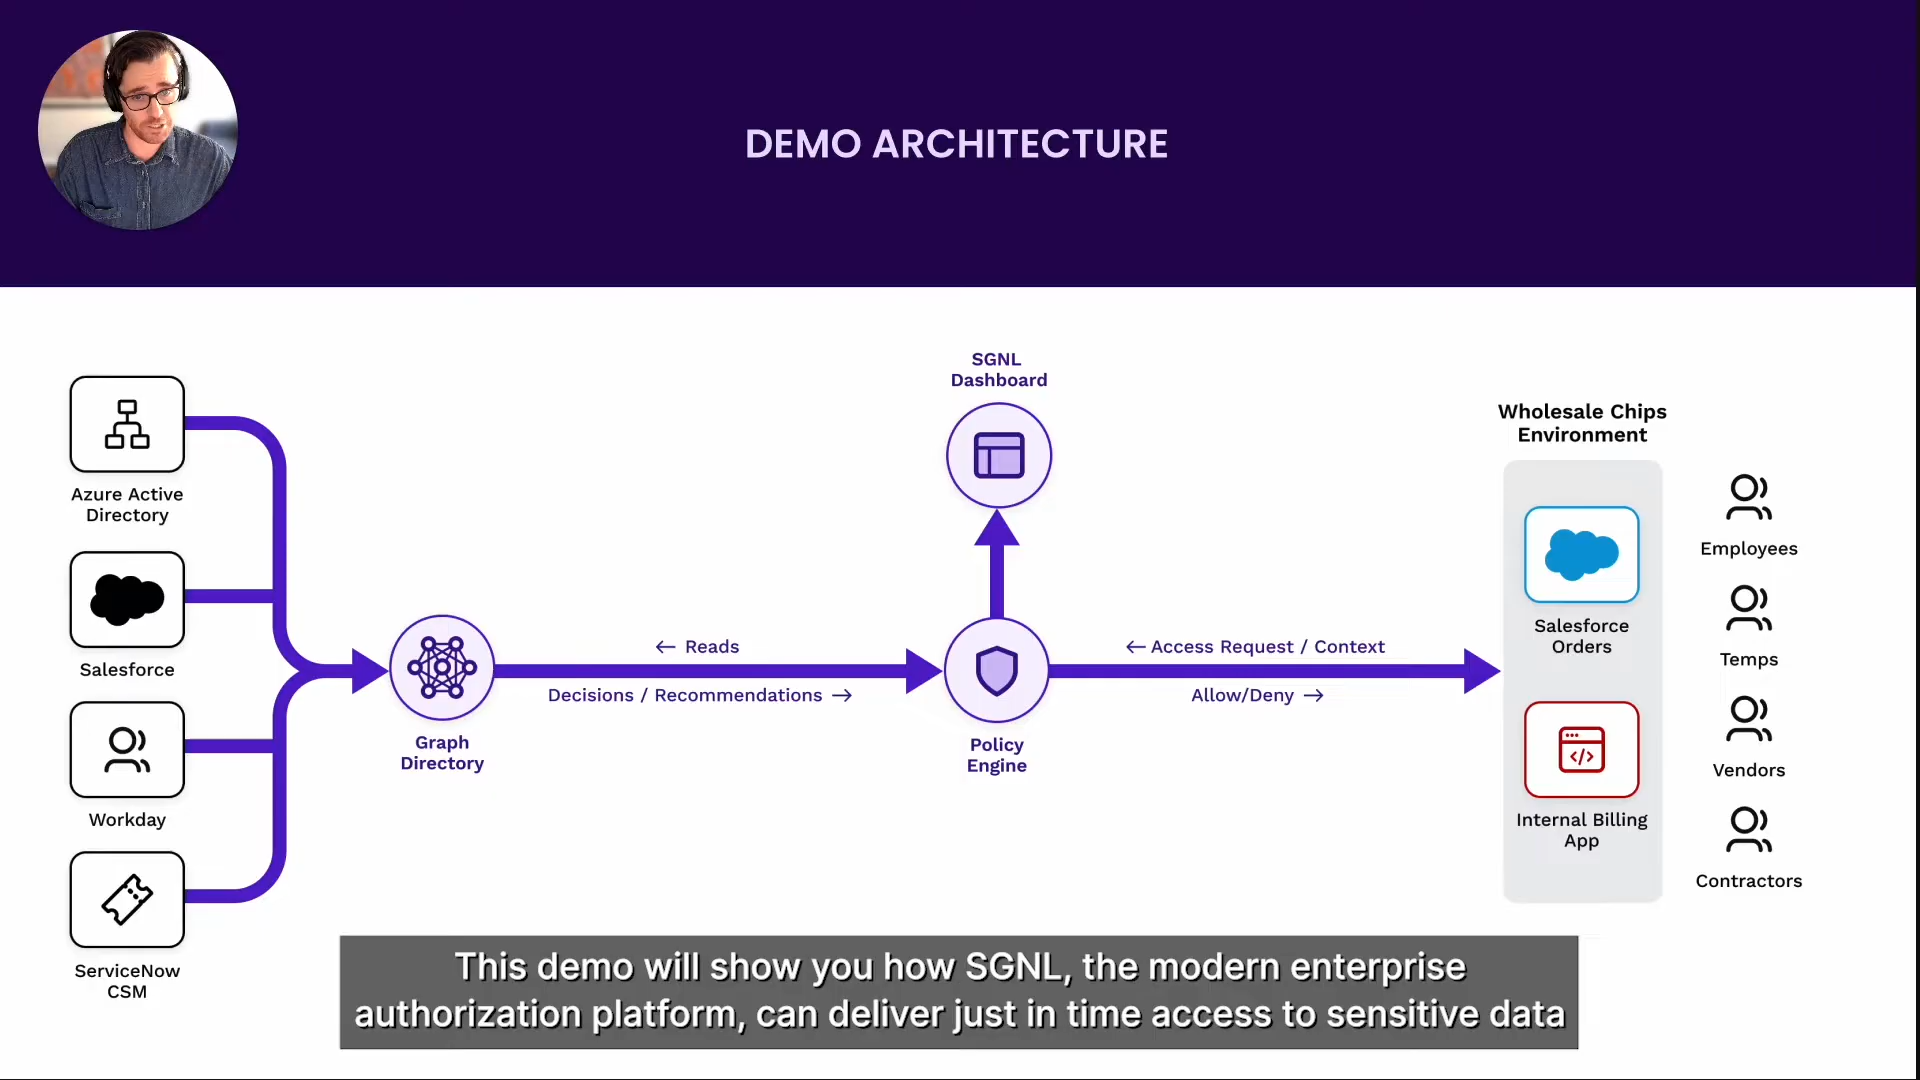 DEMO ARCHITECTURE
Azure Active
Directory
Salesforce
Workday
ServiceNow
CSM
Graph
Directory
← Reads
Decisions / Recommendations →
SGNL
Dashboard
Policy
Engine
← Access Request / Context
Allow/Deny →
Wholesale Chips
Environment
Salesforce
Orders
</>
Internal Billing
App
Employees
Temps
Vendors
Contractors
This demo will show you how SGNL, the modern enterprise
authorization platform, can deliver just in time access to sensitive data